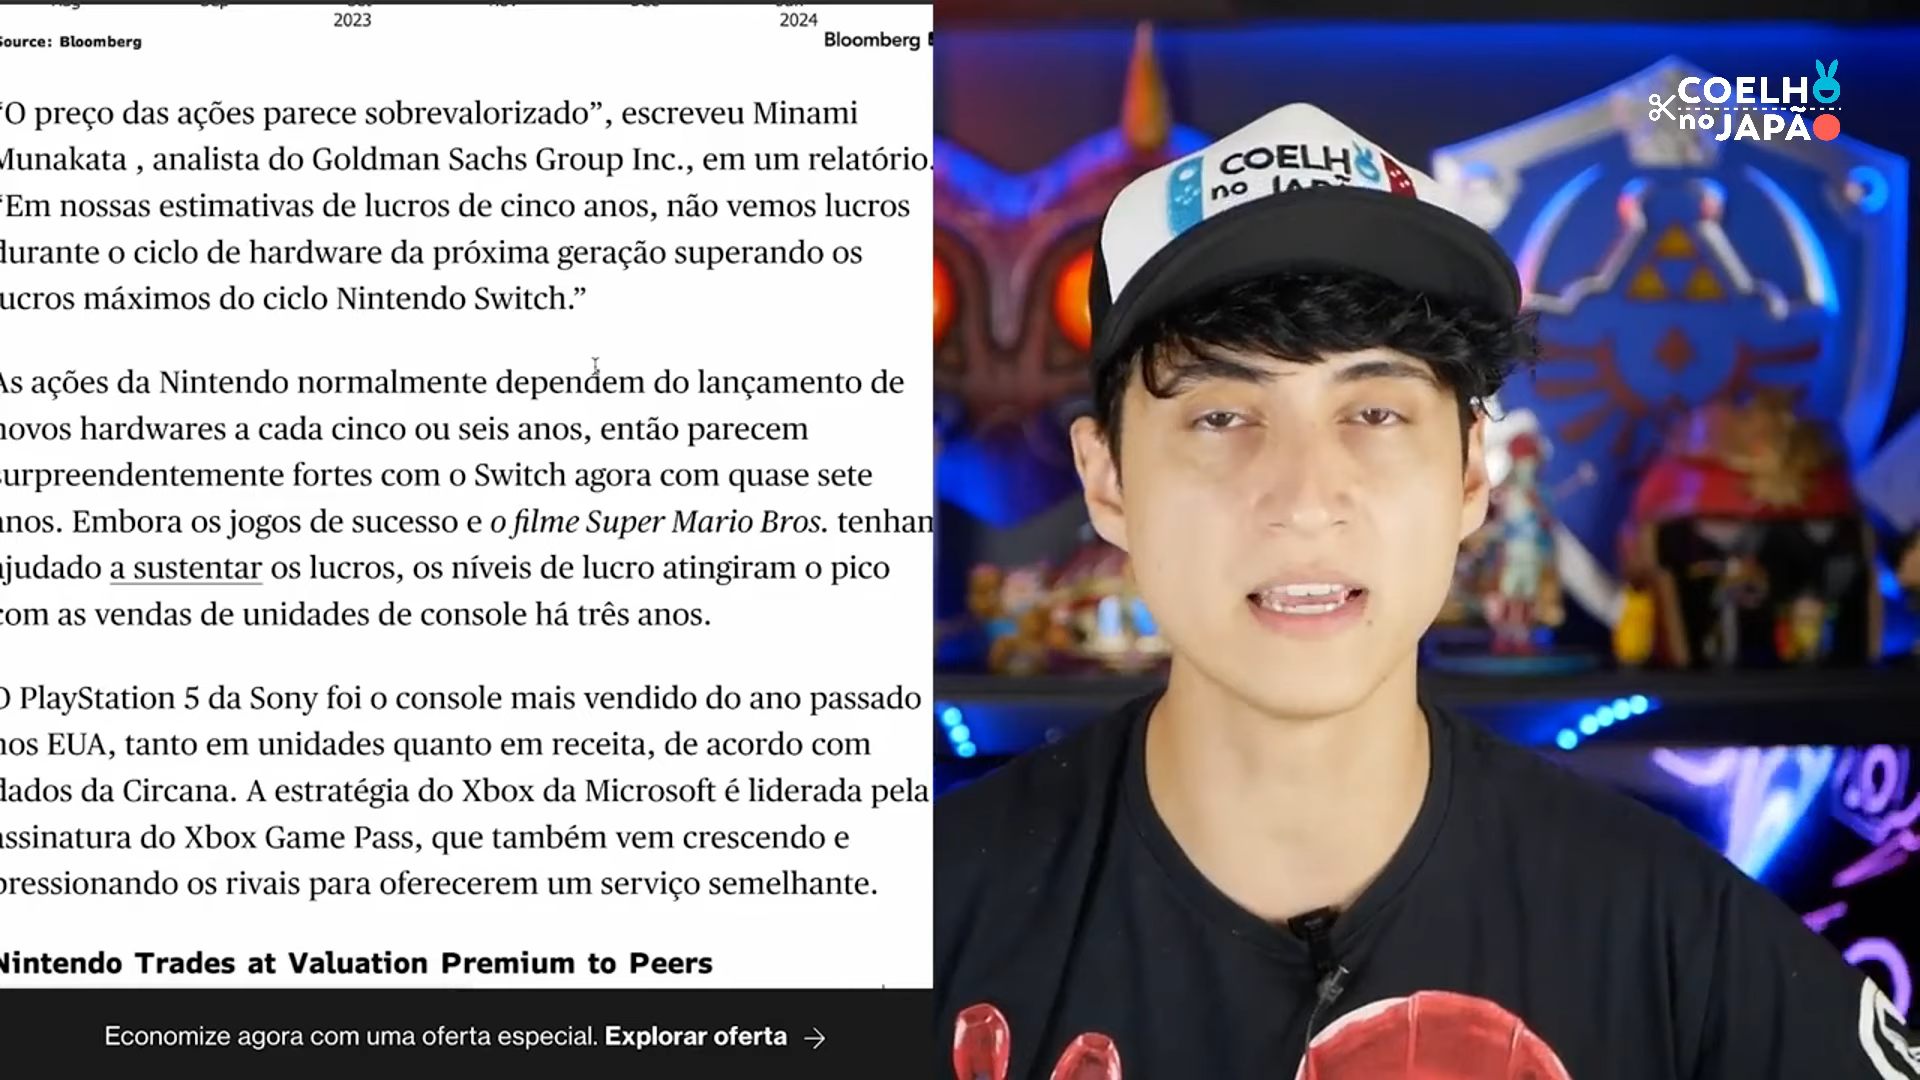 2023
2024
Source: Bloomberg
Bloomberg
“O preço das ações parece sobrevalorizado”, escreveu Minami
Munakata , analista do Goldman Sachs Group Inc., em um relatório.
“Em nossas estimativas de lucros de cinco anos, não vemos lucros
durante o ciclo de hardware da próxima geração superando os
lucros máximos do ciclo Nintendo Switch.”
As ações da Nintendo normalmente dependem do lançamento de
novos hardwares a cada cinco ou seis anos, então parecem
surpreendentemente fortes com o Switch agora com quase sete
anos. Embora os jogos de sucesso e o filme Super Mario Bros. tenham
ajudado a sustentar os lucros, os níveis de lucro atingiram o pico
com as vendas de unidades de console há três anos.
O PlayStation 5 da Sony foi o console mais vendido do ano passado
nos EUA, tanto em unidades quanto em receita, de acordo com
dados da Circana. A estratégia do Xbox da Microsoft é liderada pela
assinatura do Xbox Game Pass, que também vem crescendo e
pressionando os rivais para oferecerem um serviço semelhante.
Nintendo Trades at Valuation Premium to Peers
Economize agora com uma oferta especial. Explorar oferta →
COELHO
no JAPÃO
COELHO
no JAPÃO